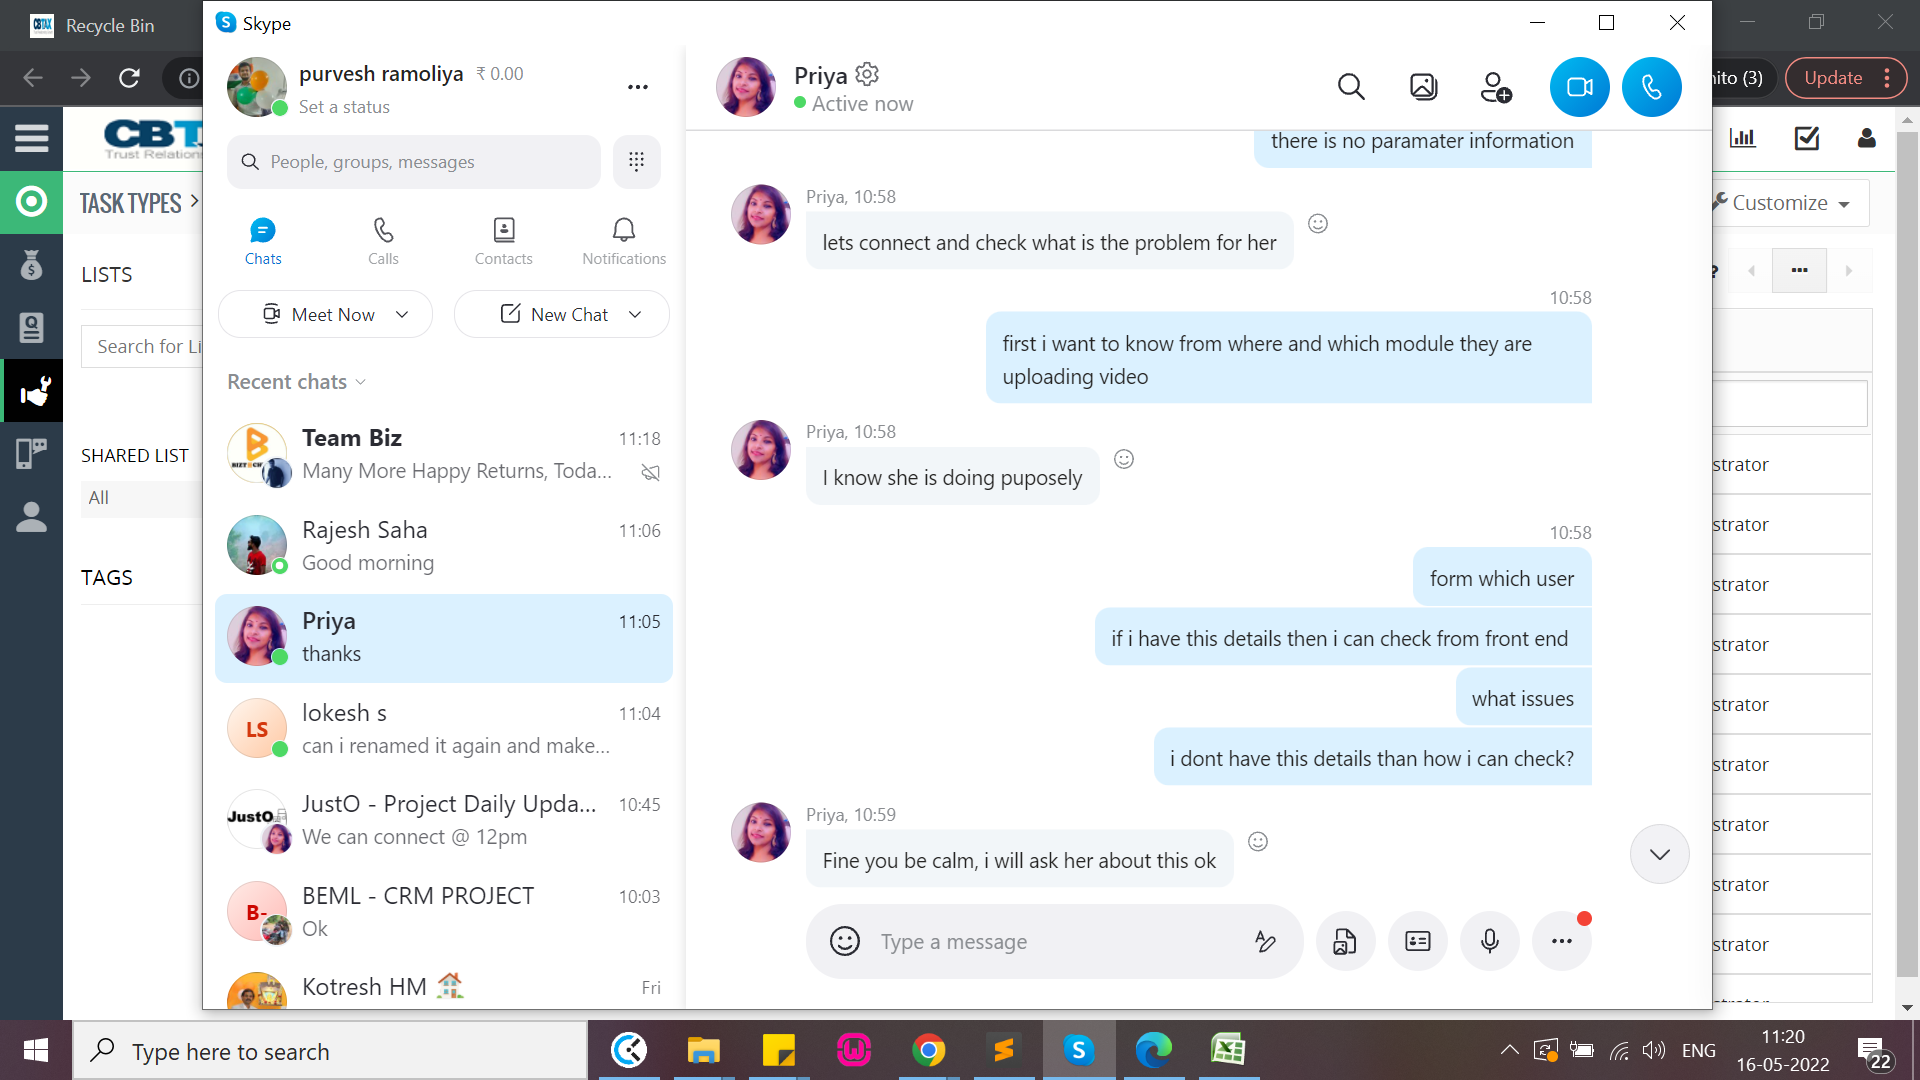 Recycle Bin
Skype
purvesh ramoliya ₹ 0.00
Set a status
People, groups, messages
Chats
Calls
Contacts
Notifications
Meet Now
New Chat
Recent chats
Team Biz 11:18
Many More Happy Returns, Toda...
Rajesh Saha 11:06
Good morning
Priya 11:05
thanks
LS
lokesh s 11:04
can i renamed it again and make...
JustO
JustO - Project Daily Upda... 10:45
We can connect @ 12pm
B-
BEML - CRM PROJECT 10:03
Ok
Kotresh HM Fri
Priya
Active now
there is no paramater information
Priya, 10:58
lets connect and check what is the problem for her
10:58
first i want to know from where and which module they are
uploading video
Priya, 10:58
I know she is doing puposely
10:58
form which user
if i have this details then i can check from front end
what issues
i dont have this details than how i can check?
Priya, 10:59
Fine you be calm, i will ask her about this ok
Type a message
nito (3)
Update
CBT
Trust Relations
TASK TYPES >
LISTS
Search for Li
SHARED LIST
All
TAGS
Customize
?
strator
strator
strator
strator
strator
strator
strator
strator
strator
Type here to search
ENG
11:20
16-05-2022
22